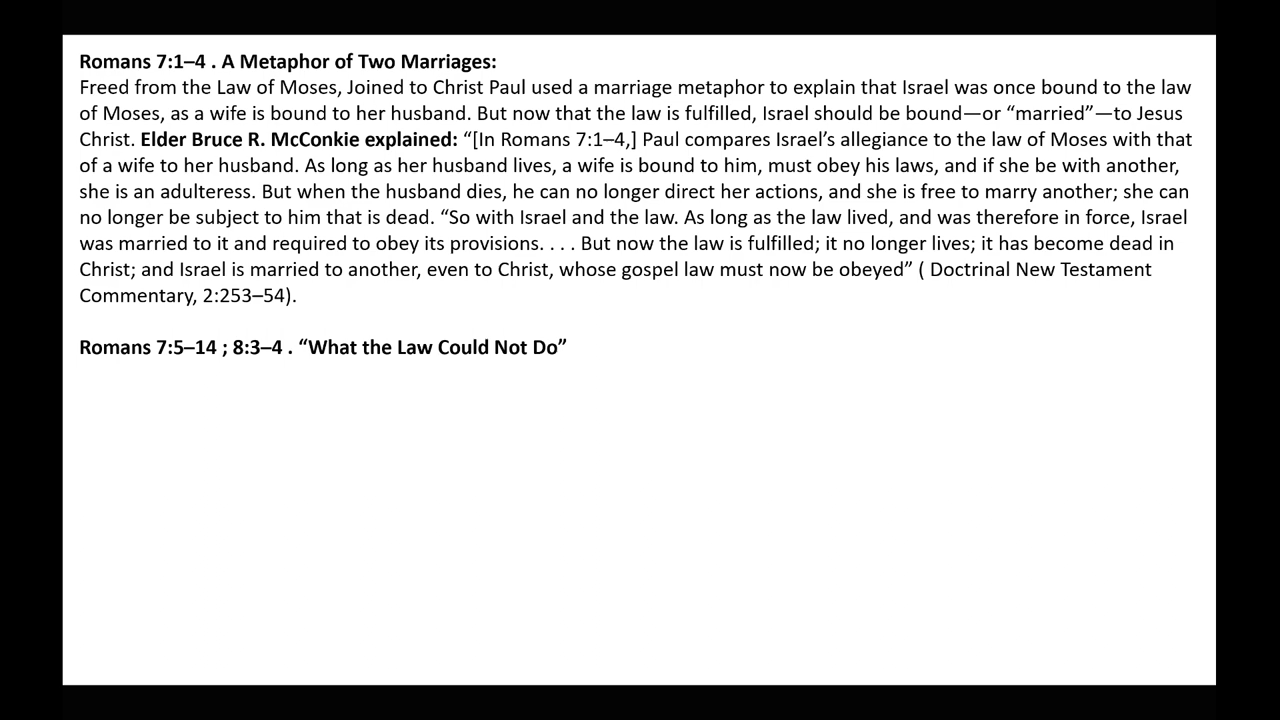 Romans 7:1–4 . A Metaphor of Two Marriages:
Freed from the Law of Moses, Joined to Christ Paul used a marriage metaphor to explain that Israel was once bound to the law
of Moses, as a wife is bound to her husband. But now that the law is fulfilled, Israel should be bound—or “married”—to Jesus
Christ. Elder Bruce R. McConkie explained: “[In Romans 7:1–4,] Paul compares Israel’s allegiance to the law of Moses with that
of a wife to her husband. As long as her husband lives, a wife is bound to him, must obey his laws, and if she be with another,
she is an adulteress. But when the husband dies, he can no longer direct her actions, and she is free to marry another; she can
no longer be subject to him that is dead. “So with Israel and the law. As long as the law lived, and was therefore in force, Israel
was married to it and required to obey its provisions. . . . But now the law is fulfilled; it no longer lives; it has become dead in
Christ; and Israel is married to another, even to Christ, whose gospel law must now be obeyed” ( Doctrinal New Testament
Commentary, 2:253–54).
Romans 7:5–14 ; 8:3–4 . “What the Law Could Not Do”